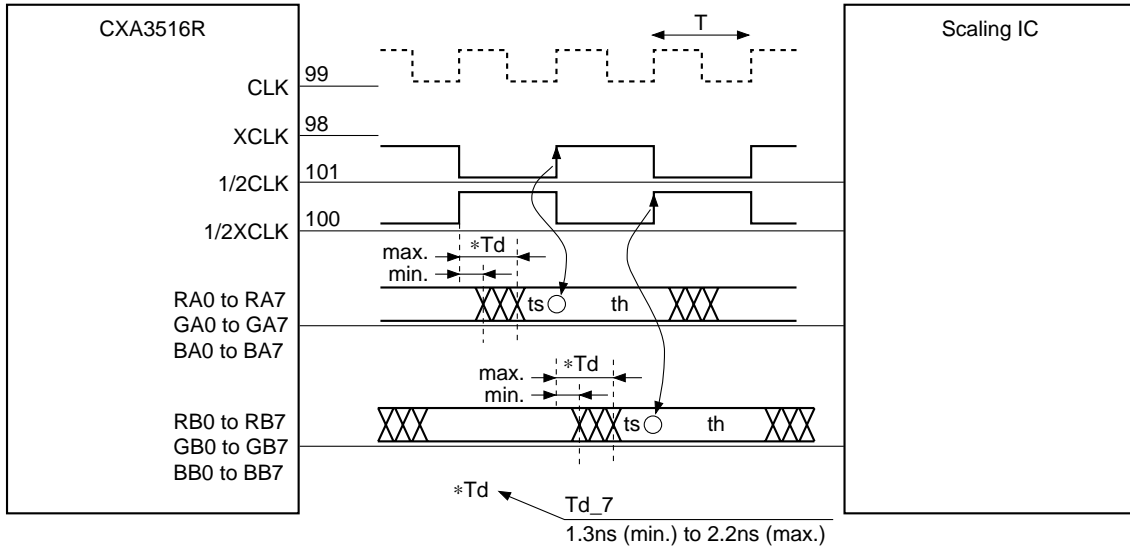 CXA3516R
T
Scaling IC
CLK 99
XCLK 98
1/2CLK 101
1/2XCLK 100
max. *Td
min.
RA0 to RA7
GA0 to GA7
BA0 to BA7
ts th
max. *Td
min.
RB0 to RB7
GB0 to GB7
BB0 to BB7
ts th
*Td
Td_7
1.3ns (min.) to 2.2ns (max.)